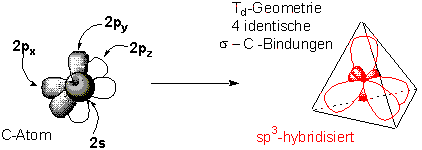 2pₓ
2pᵧ
2p_z
2s
C-Atom
T_d-Geometrie
4 identische
σ – C -Bindungen
sp³-hybridisiert